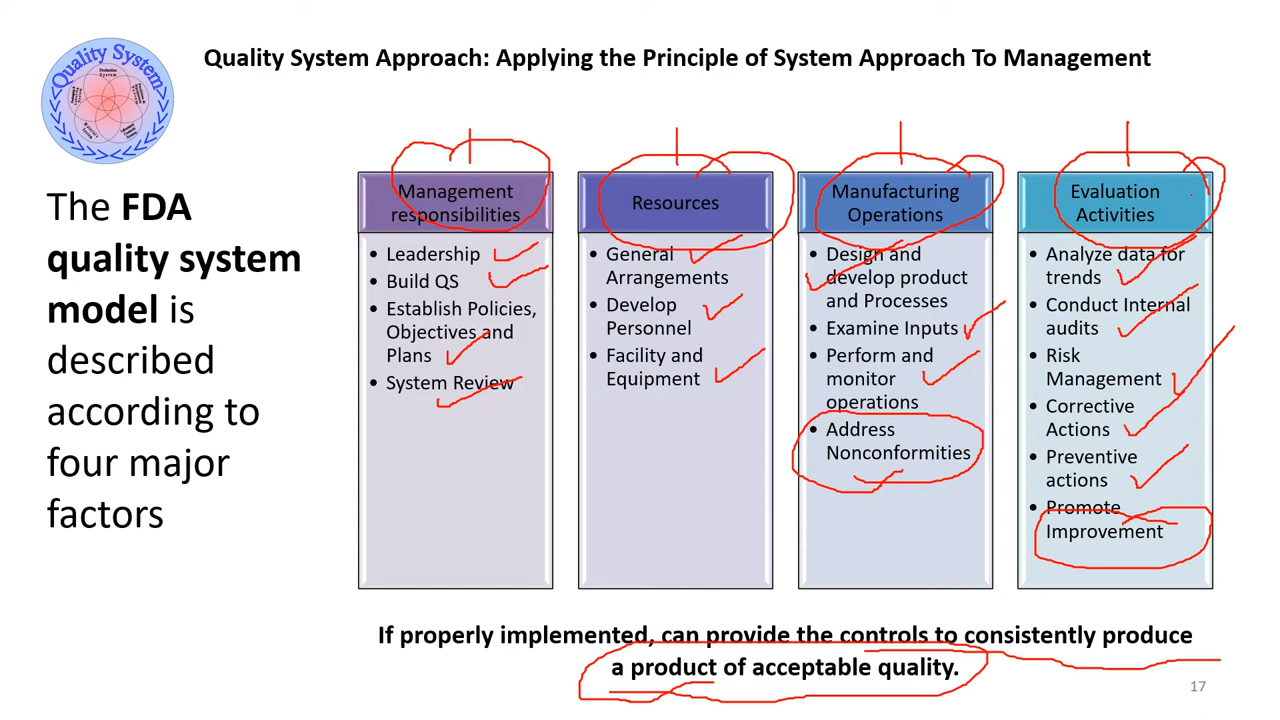 Quality System
Production
System
Quality System Approach: Applying the Principle of System Approach To Management
The FDA
quality system
model is
described
according to
four major
factors
Management
responsibilities
• Leadership
• Build QS
• Establish Policies,
Objectives and
Plans
• System Review
Resources
• General
Arrangements
• Develop
Personnel
• Facility and
Equipment
Manufacturing
Operations
• Design and
develop product
and Processes
• Examine Inputs
• Perform and
monitor
operations
• Address
Nonconformities
Evaluation
Activities
• Analyze data for
trends
• Conduct Internal
audits
• Risk
Management
• Corrective
Actions
• Preventive
actions
• Promote
Improvement
If properly implemented, can provide the controls to consistently produce
a product of acceptable quality.
17